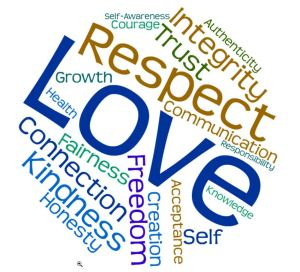 Self-Awareness
Courage
Integrity
Authenticity
Trust
Respect
Growth
Love
Health
Communication
Responsibility
Connection
Fairness
Kindness
Honesty
Freedom
Creation
Acceptance
Self
Knowledge